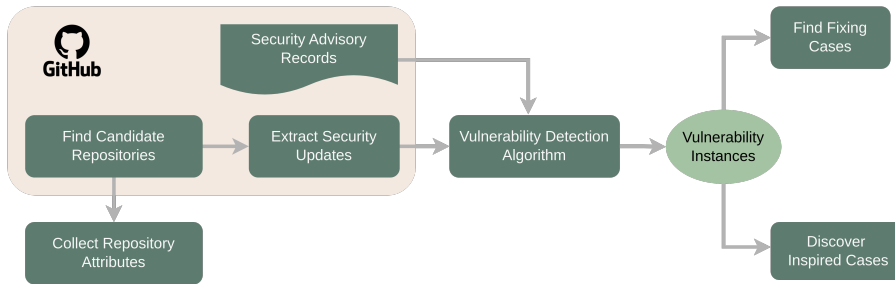 GitHub
Security Advisory
Records
Find Candidate
Repositories
Extract Security
Updates
Vulnerability Detection
Algorithm
Vulnerability
Instances
Find Fixing
Cases
Collect Repository
Attributes
Discover
Inspired Cases